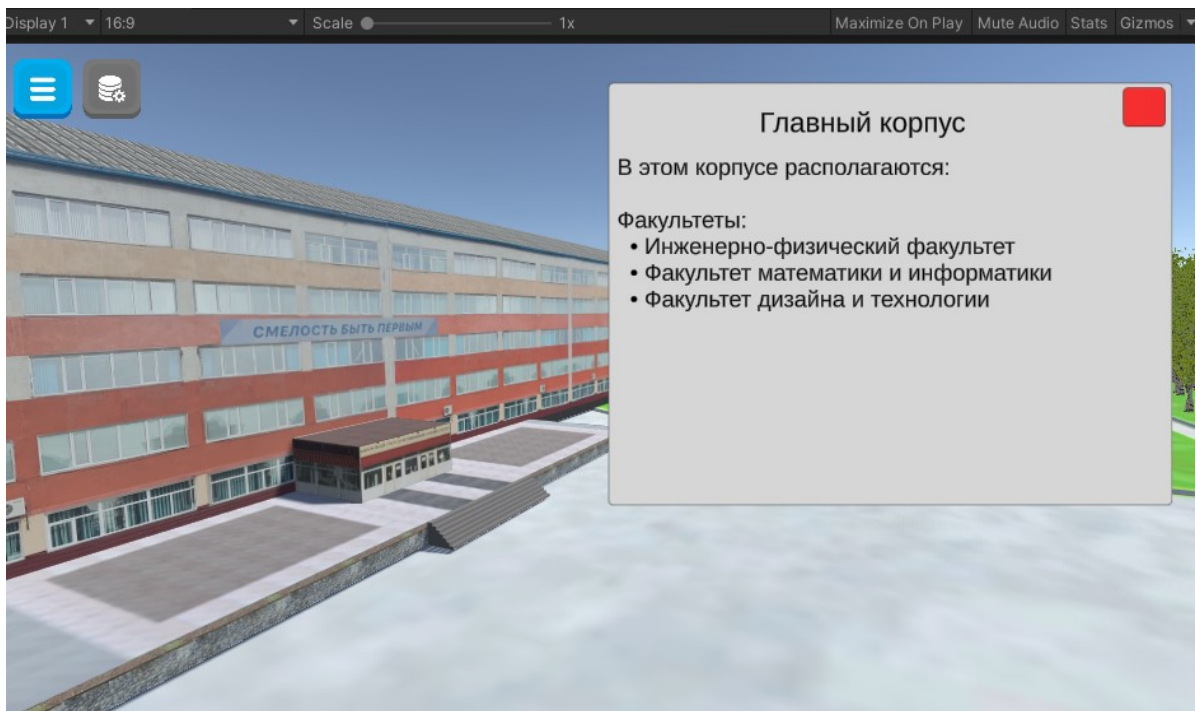 Display 1 16:9 Scale 1x Maximize On Play Mute Audio Stats Gizmos
Главный корпус
В этом корпусе располагаются:
Факультеты:
• Инженерно-физический факультет
• Факультет математики и информатики
• Факультет дизайна и технологии
СМЕЛОСТЬ БЫТЬ ПЕРВЫМ